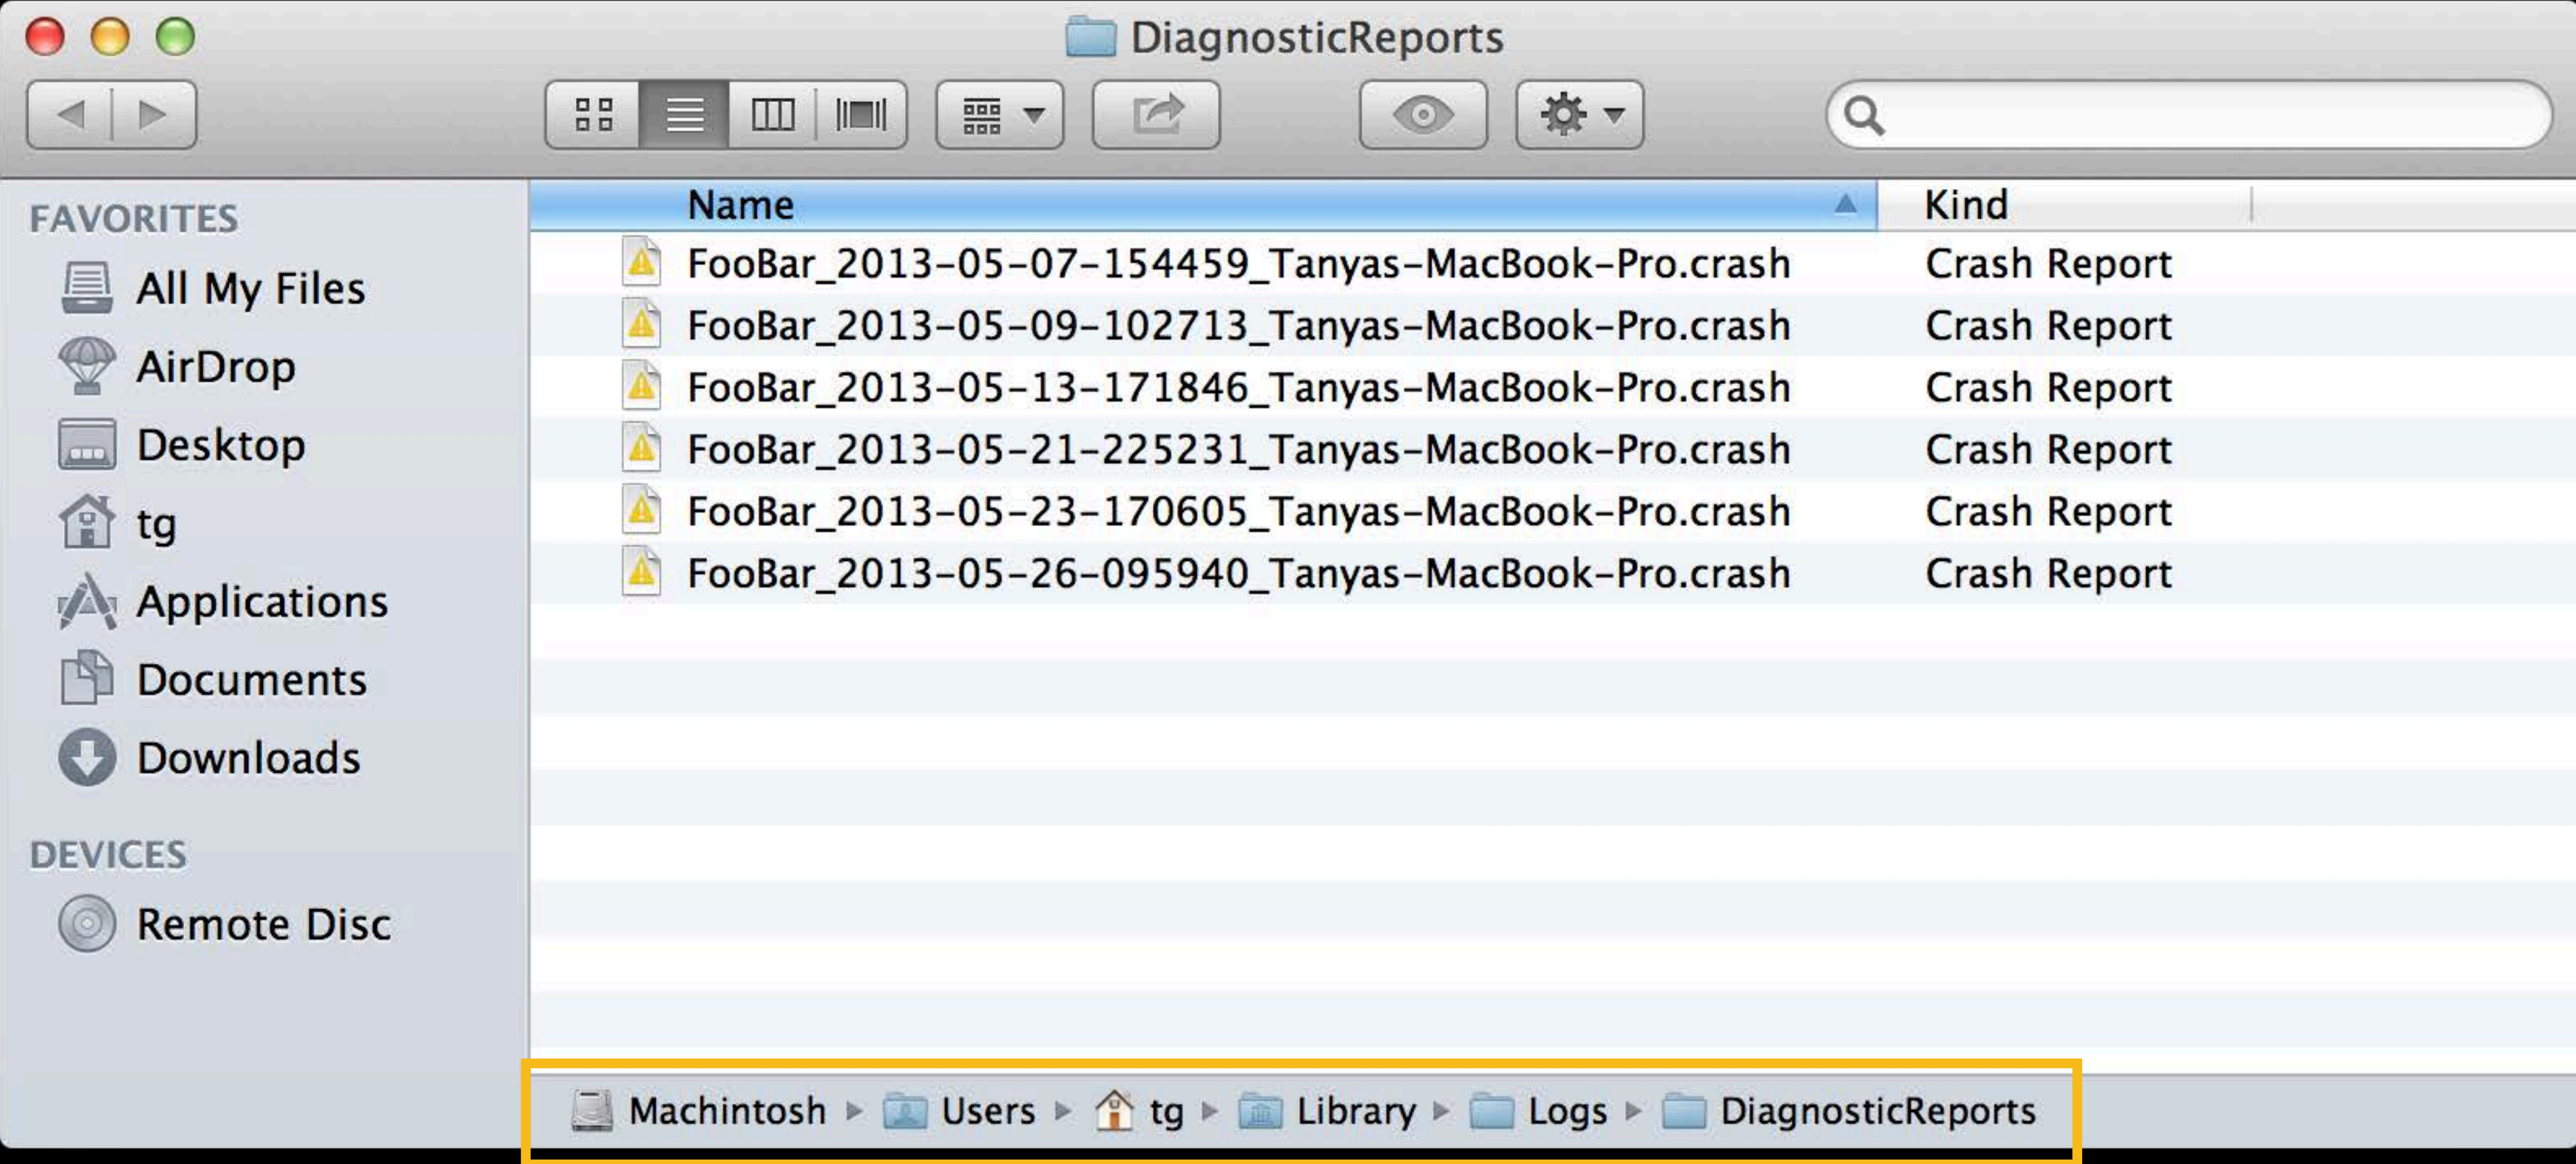 DiagnosticReports
FAVORITES
All My Files
AirDrop
Desktop
tg
Applications
Documents
Downloads
DEVICES
Remote Disc
Name Kind
FooBar_2013-05-07-154459_Tanyas-MacBook-Pro.crash Crash Report
FooBar_2013-05-09-102713_Tanyas-MacBook-Pro.crash Crash Report
FooBar_2013-05-13-171846_Tanyas-MacBook-Pro.crash Crash Report
FooBar_2013-05-21-225231_Tanyas-MacBook-Pro.crash Crash Report
FooBar_2013-05-23-170605_Tanyas-MacBook-Pro.crash Crash Report
FooBar_2013-05-26-095940_Tanyas-MacBook-Pro.crash Crash Report
Machintosh Users tg Library Logs DiagnosticReports